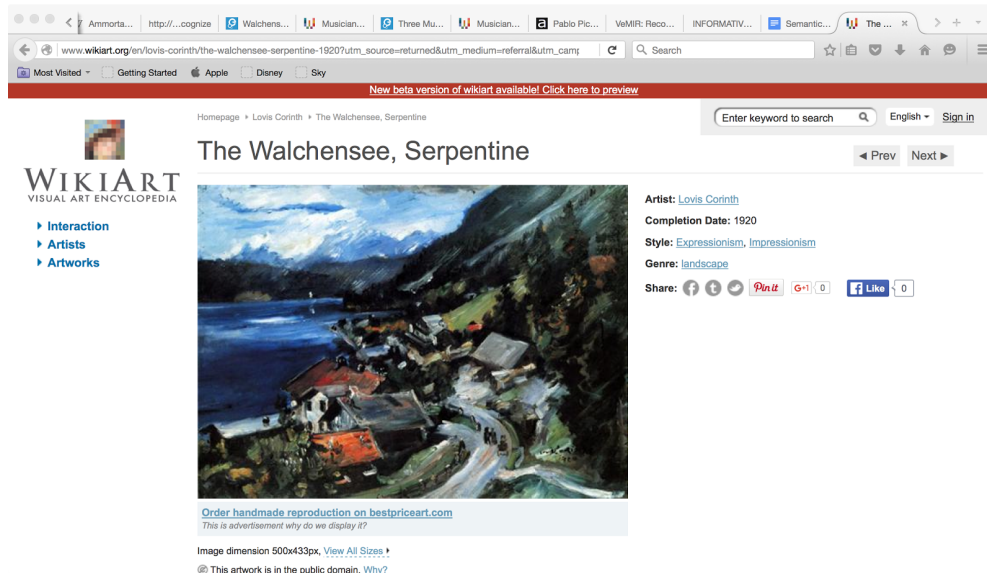 Ammorta... http://...cognize Walchens... Musician... Three Mu... Musician... Pablo Pic... VeMIR: Reco... INFORMATIV... Semantic... The ...
www.wikiart.org/en/lovis-corinth/the-walchensee-serpentine-1920?utm_source=returned&utm_medium=referral&utm_camp Search
Most Visited Getting Started Apple Disney Sky
New beta version of wikiart available! Click here to preview
Homepage Lovis Corinth The Walchensee, Serpentine Enter keyword to search English Sign in
The Walchensee, Serpentine
Prev Next
WIKIART
VISUAL ART ENCYCLOPEDIA
Interaction
Artists
Artworks
Artist: Lovis Corinth
Completion Date: 1920
Style: Expressionism, Impressionism
Genre: landscape
Share: Pin it G+1 0 Like 0
Order handmade reproduction on bestpriceart.com
This is advertisement why do we display it?
Image dimension 500x433px, View All Sizes
This artwork is in the public domain. Why?